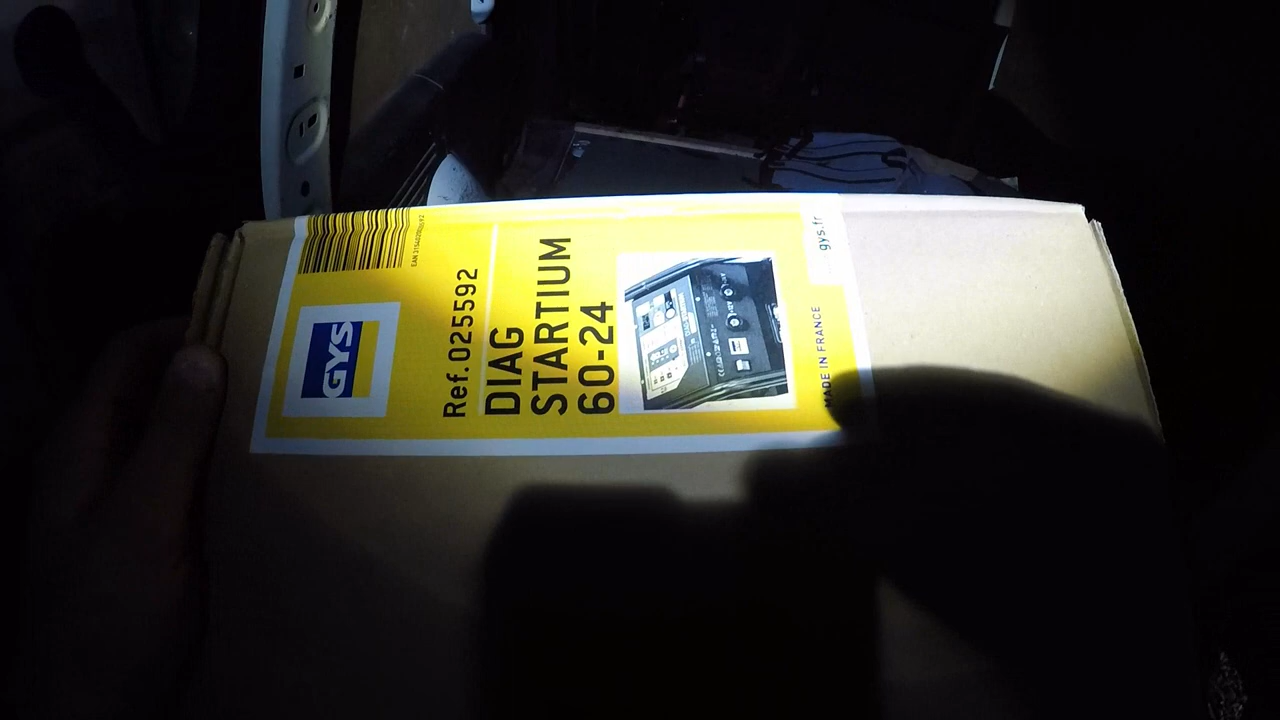 GYS
Ref.025592
DIAG
STARTIUM
60-24
MADE IN FRANCE
gys.fr